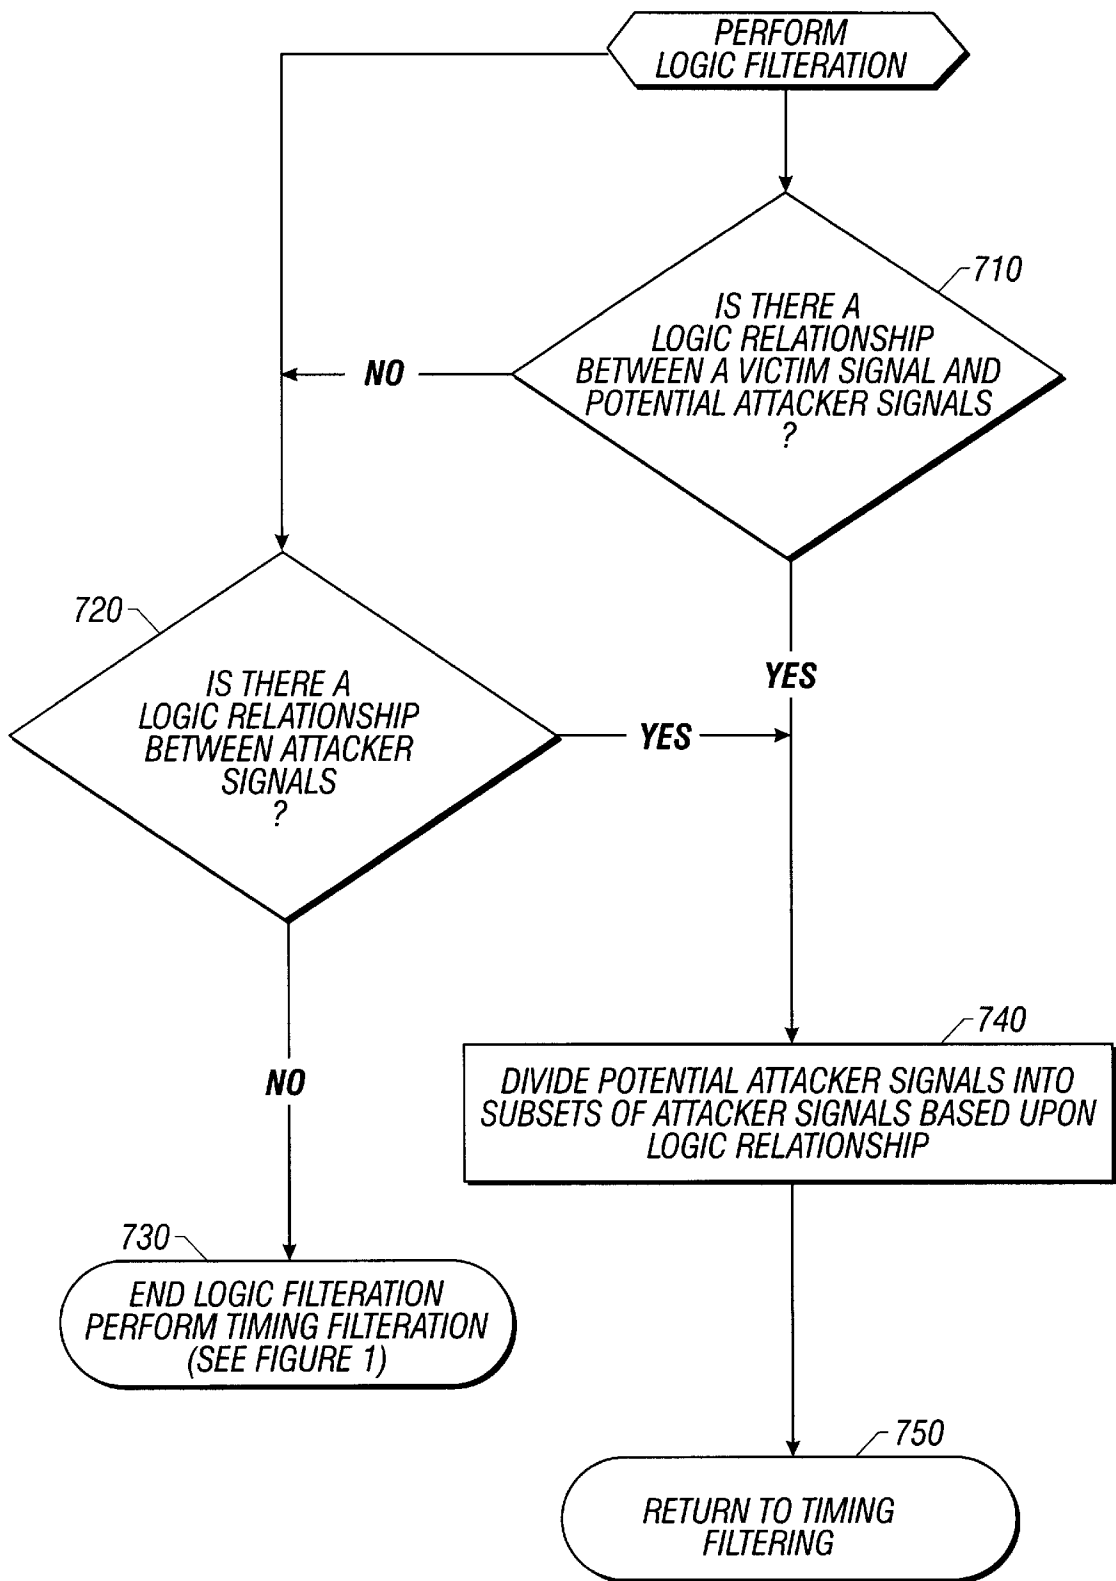 PERFORM
LOGIC FILTERATION
710
IS THERE A
LOGIC RELATIONSHIP
BETWEEN A VICTIM SIGNAL AND
POTENTIAL ATTACKER SIGNALS
?
NO
YES
720
IS THERE A
LOGIC RELATIONSHIP
BETWEEN ATTACKER
SIGNALS
?
YES
NO
740
DIVIDE POTENTIAL ATTACKER SIGNALS INTO
SUBSETS OF ATTACKER SIGNALS BASED UPON
LOGIC RELATIONSHIP
730
END LOGIC FILTERATION
PERFORM TIMING FILTERATION
(SEE FIGURE 1)
750
RETURN TO TIMING
FILTERING